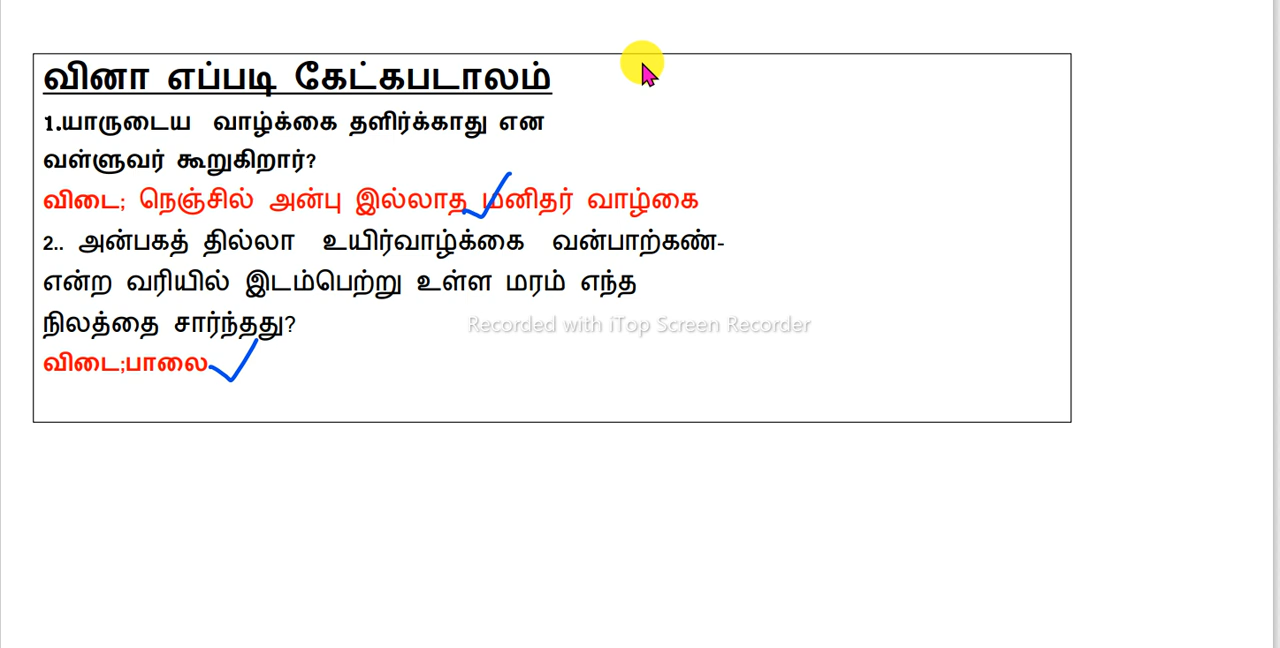 வினா எப்படி கேட்கபடாலம்
1.யாருடைய வாழ்க்கை தளிர்க்காது என
வள்ளுவர் கூறுகிறார்?
விடை; நெஞ்சில் அன்பு இல்லாத மனிதர் வாழ்கை
2.. அன்பகத் தில்லா உயிர்வாழ்க்கை வன்பாற்கண்-
என்ற வரியில் இடம்பெற்று உள்ள மரம் எந்த
நிலத்தை சார்ந்தது?
Recorded with iTop Screen Recorder
விடை;பாலை